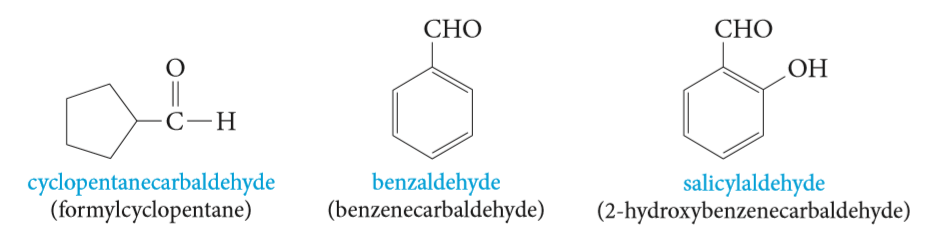 O
C—H
cyclopentanecarbaldehyde
(formylcyclopentane)
CHO
benzaldehyde
(benzenecarbaldehyde)
CHO
OH
salicylaldehyde
(2-hydroxybenzenecarbaldehyde)